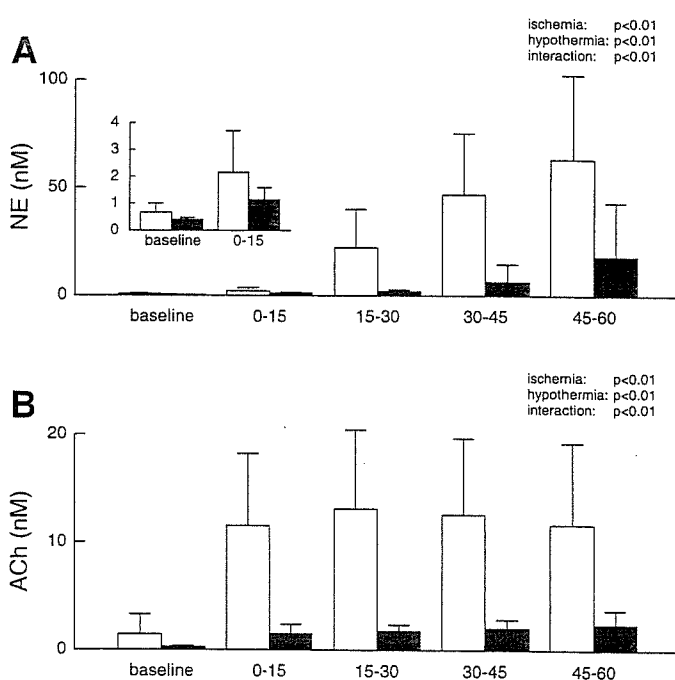 ischemia: p<0.01
hypothermia: p<0.01
interaction: p<0.01
A
100
50
0
NE (nM)
4
3
2
1
0
baseline 0-15
baseline 0-15 15-30 30-45 45-60
ischemia: p<0.01
hypothermia: p<0.01
interaction: p<0.01
B
20
10
0
ACh (nM)
baseline 0-15 15-30 30-45 45-60